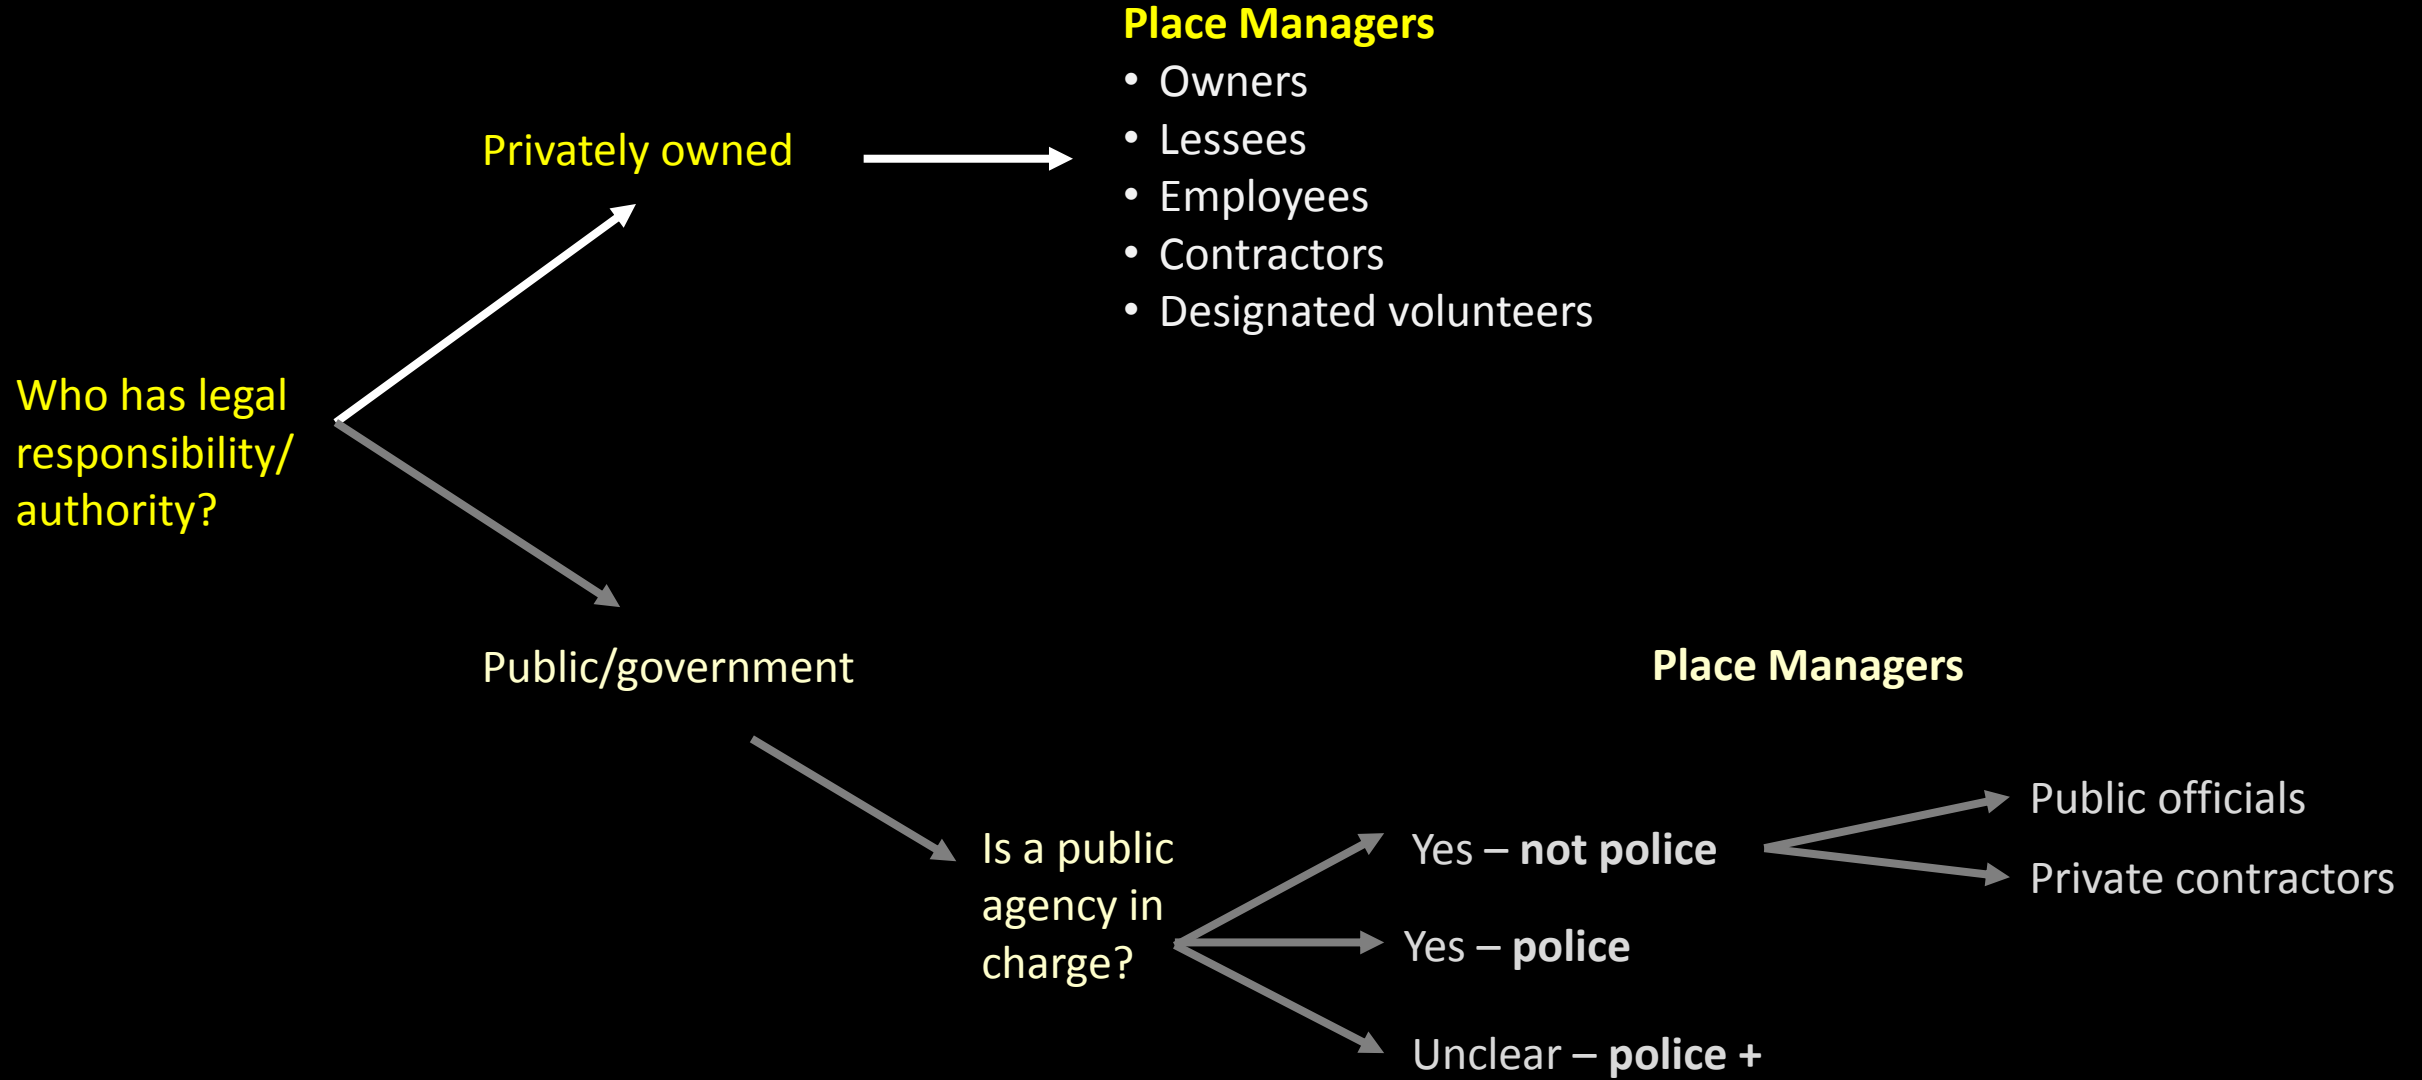 Place Managers
• Owners
• Lessees
• Employees
• Contractors
• Designated volunteers
Privately owned
Who has legal
responsibility/
authority?
Public/government
Place Managers
Is a public
agency in
charge?
Yes – not police
Public officials
Private contractors
Yes – police
Unclear – police +